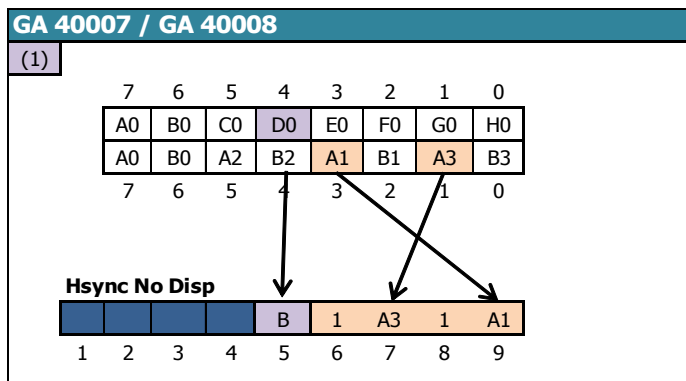 GA 40007 / GA 40008
(1)
7 6 5 4 3 2 1 0
A0 B0 C0 D0 E0 F0 G0 H0
A0 B0 A2 B2 A1 B1 A3 B3
7 6 5 4 3 2 1 0
Hsync No Disp
B 1 A3 1 A1
1 2 3 4 5 6 7 8 9